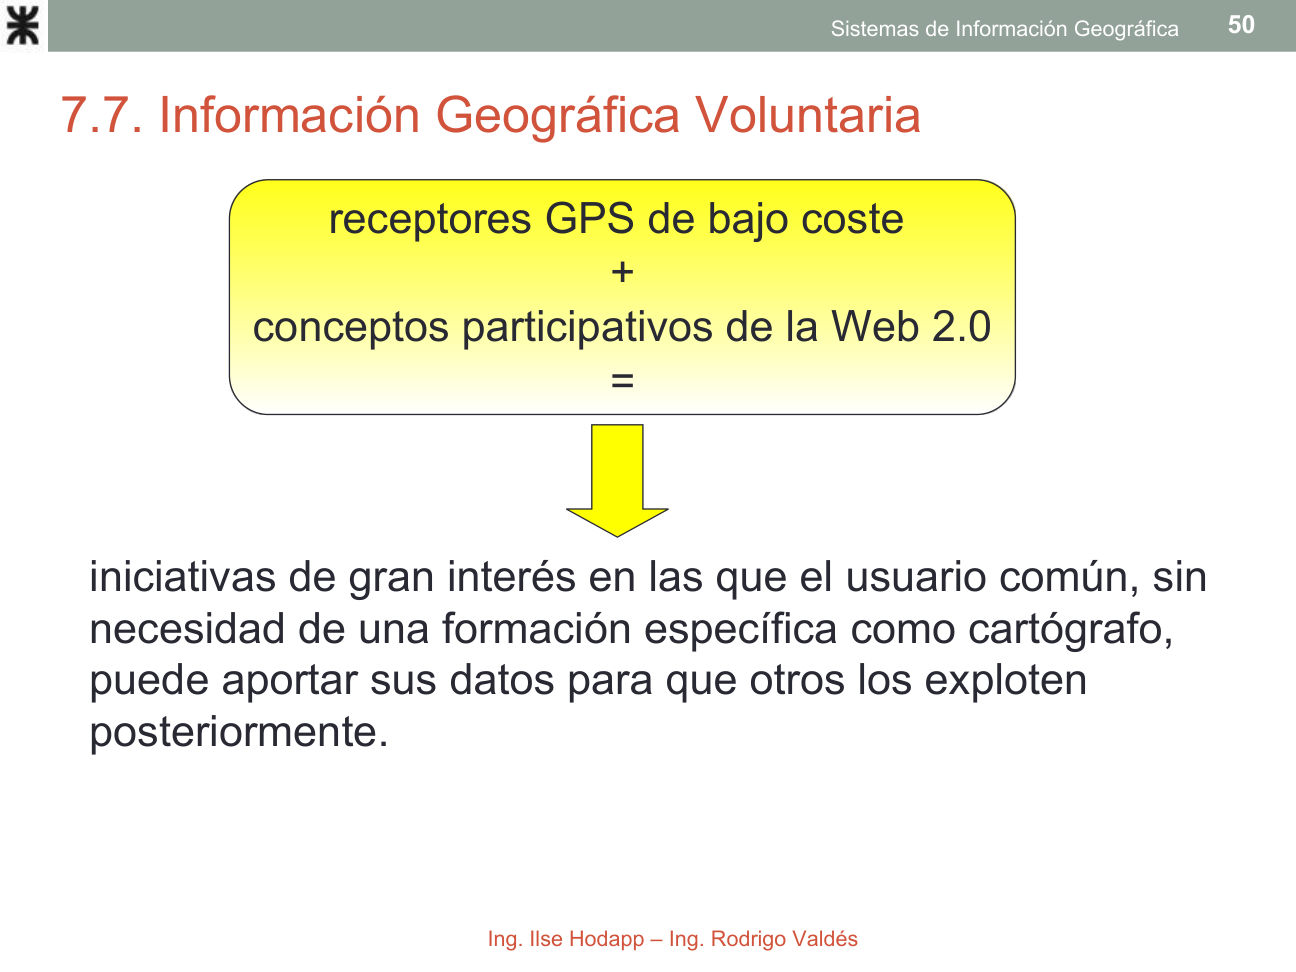 Sistemas de Información Geográfica 50
7.7. Información Geográfica Voluntaria
receptores GPS de bajo coste
+
conceptos participativos de la Web 2.0
=
iniciativas de gran interés en las que el usuario común, sin
necesidad de una formación específica como cartógrafo,
puede aportar sus datos para que otros los exploten
posteriormente.
Ing. Ilse Hodapp – Ing. Rodrigo Valdés